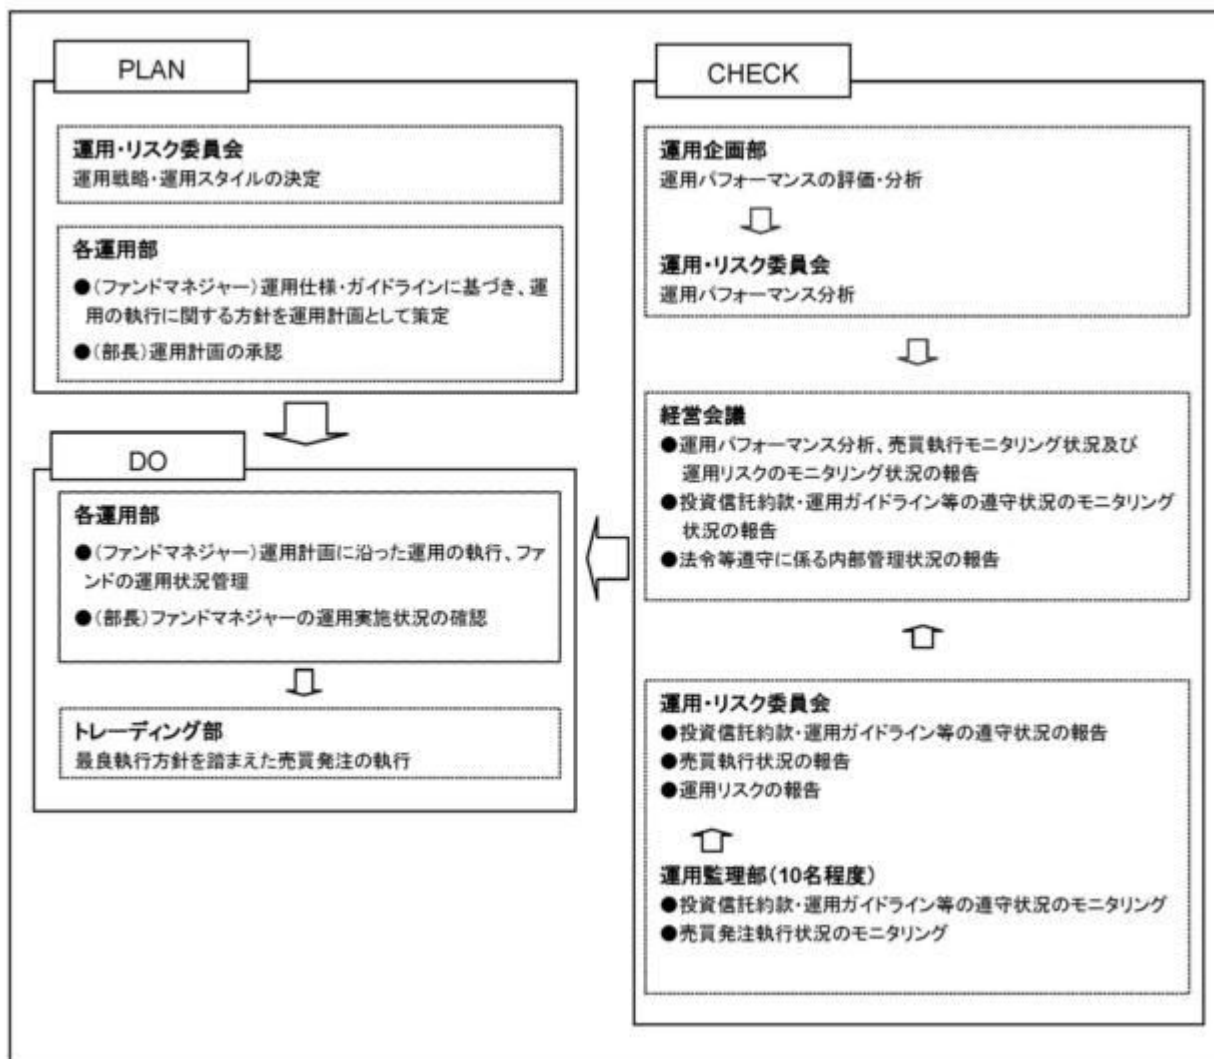 PLAN
運用・リスク委員会
運用戦略・運用スタイルの決定
各運用部
●(ファンドマネジャー)運用仕様・ガイドラインに基づき、運
用の執行に関する方針を運用計画として策定
●(部長)運用計画の承認
DO
各運用部
●(ファンドマネジャー)運用計画に沿った運用の執行、ファ
ンドの運用状況管理
●(部長)ファンドマネジャーの運用実施状況の確認
トレーディング部
最良執行方針を踏まえた売買発注の執行
CHECK
運用企画部
運用パフォーマンスの評価・分析
運用・リスク委員会
運用パフォーマンス分析
経営会議
●運用パフォーマンス分析、売買執行モニタリング状況及び
運用リスクのモニタリング状況の報告
●投資信託約款・運用ガイドライン等の遵守状況のモニタリング
状況の報告
●法令等遵守に係る内部管理状況の報告
運用・リスク委員会
●投資信託約款・運用ガイドライン等の遵守状況の報告
●売買執行状況の報告
●運用リスクの報告
運用監理部(10名程度)
●投資信託約款・運用ガイドライン等の遵守状況のモニタリング
●売買発注執行状況のモニタリング